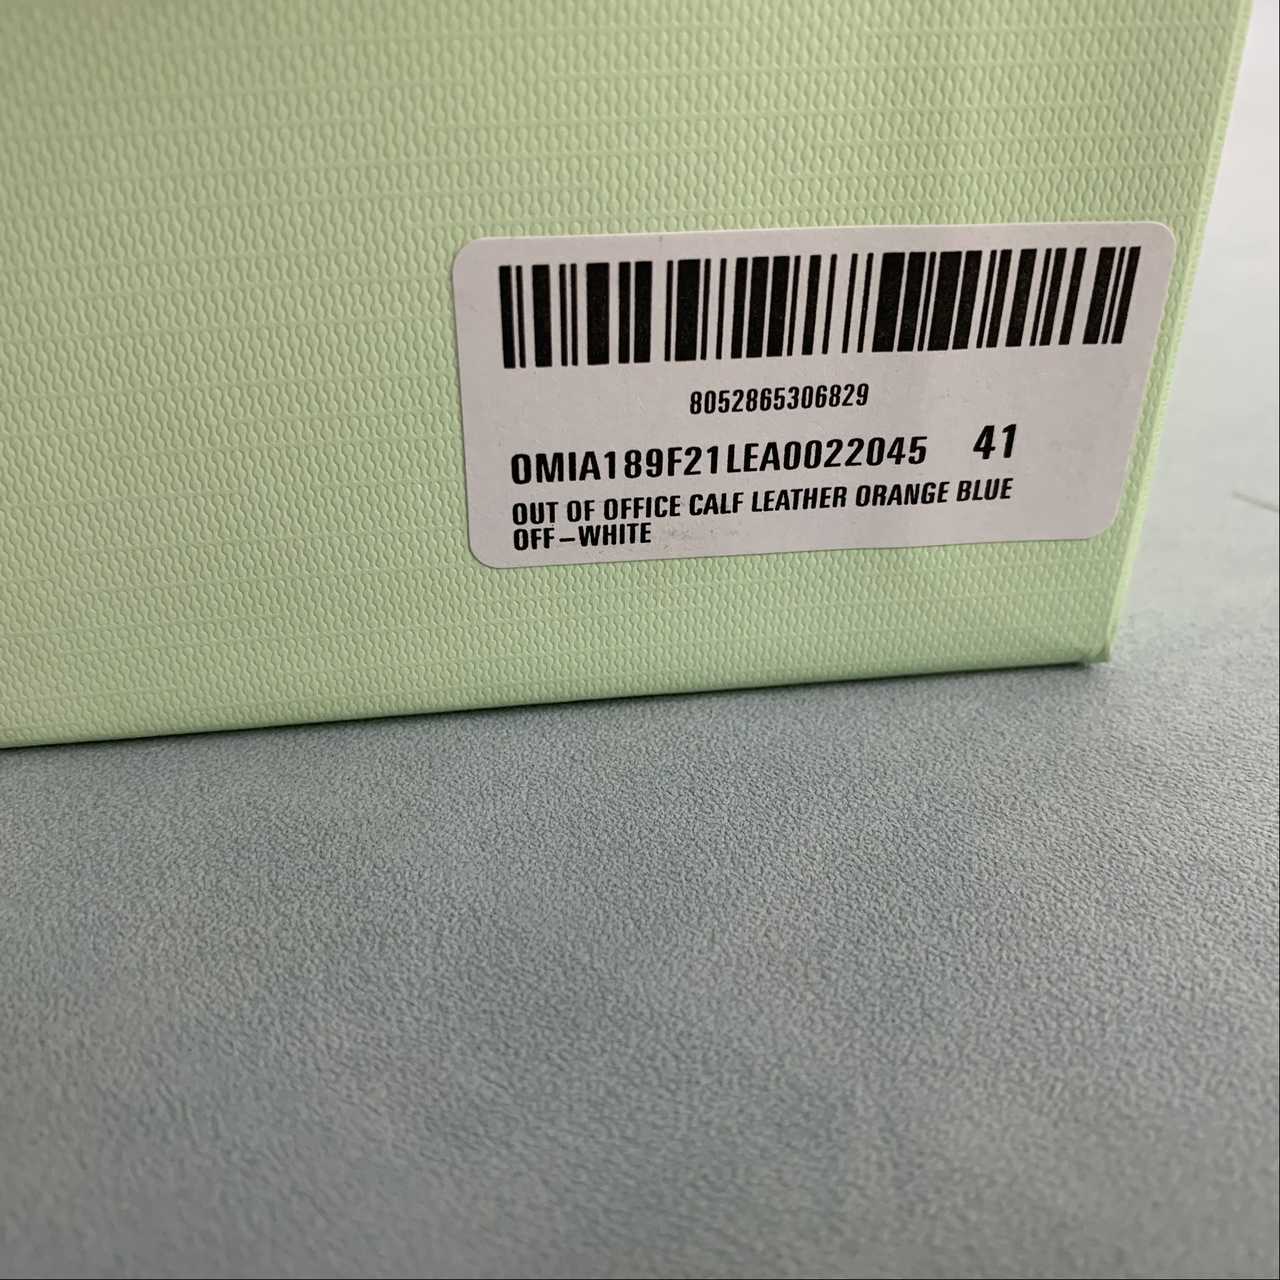 8052865306829
OMIA189F21LEA0022045 41
OUT OF OFFICE CALF LEATHER ORANGE BLUE
OFF-WHITE